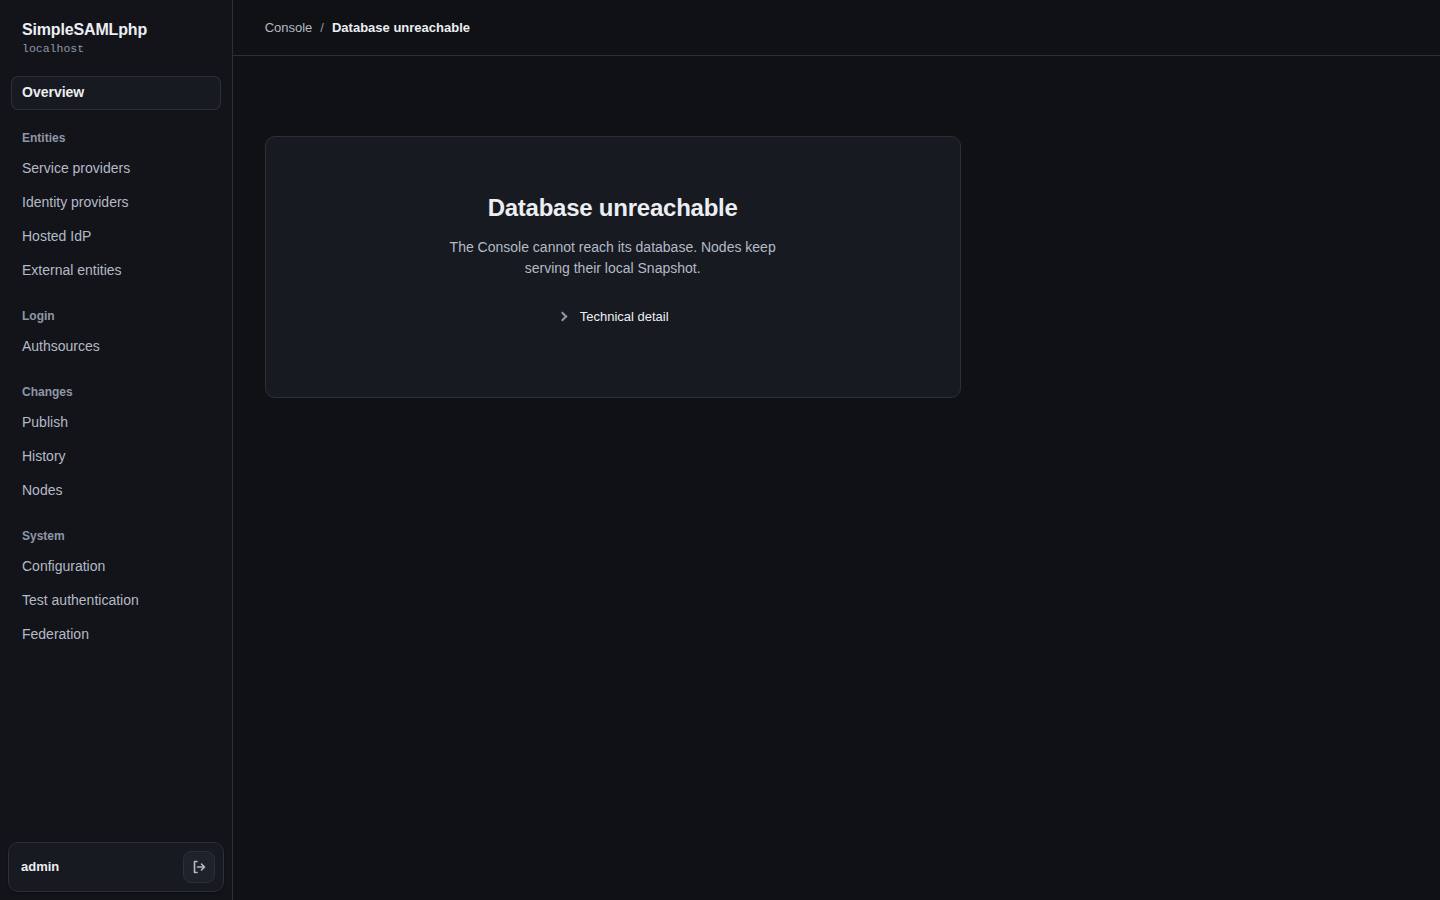 SimpleSAMLphp
localhost
Overview
Entities
Service providers
Identity providers
Hosted IdP
External entities
Login
Authsources
Changes
Publish
History
Nodes
System
Configuration
Test authentication
Federation
admin
Console / Database unreachable
Database unreachable
The Console cannot reach its database. Nodes keep
serving their local Snapshot.
Technical detail